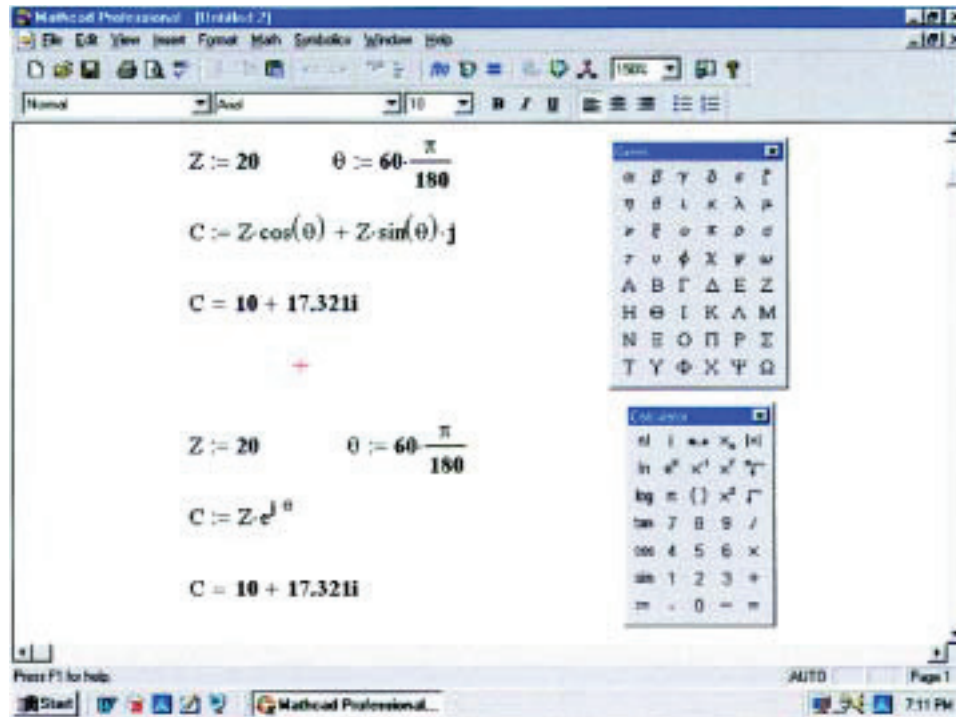 Mathcad Professional - [Untitled:2]
File Edit View Insert Format Math Symbolics Window Help
150%
Normal Arial 10 B I U
Z := 20 θ := 60·π/180
C := Z·cos(θ) + Z·sin(θ)·j
C = 10 + 17.321i
Z := 20 θ := 60·π/180
C := Z·e^(j·θ)
C = 10 + 17.321i
Greek
α β γ δ ε ζ
η θ ι κ λ μ
ν ξ ο π ρ σ
τ υ φ χ ψ ω
Α Β Γ Δ Ε Ζ
Η Θ Ι Κ Λ Μ
Ν Ξ Ο Π Ρ Σ
Τ Υ Φ Χ Ψ Ω
Calculator
n! i |×|
ln e^x x^-1 x^y
log π () x^2 √
tan 7 8 9 /
cos 4 5 6 ×
sin 1 2 3 +
:= . 0 − =
Press F1 for help.
AUTO Page 1
Start Mathcad Professional... 7:11 PM